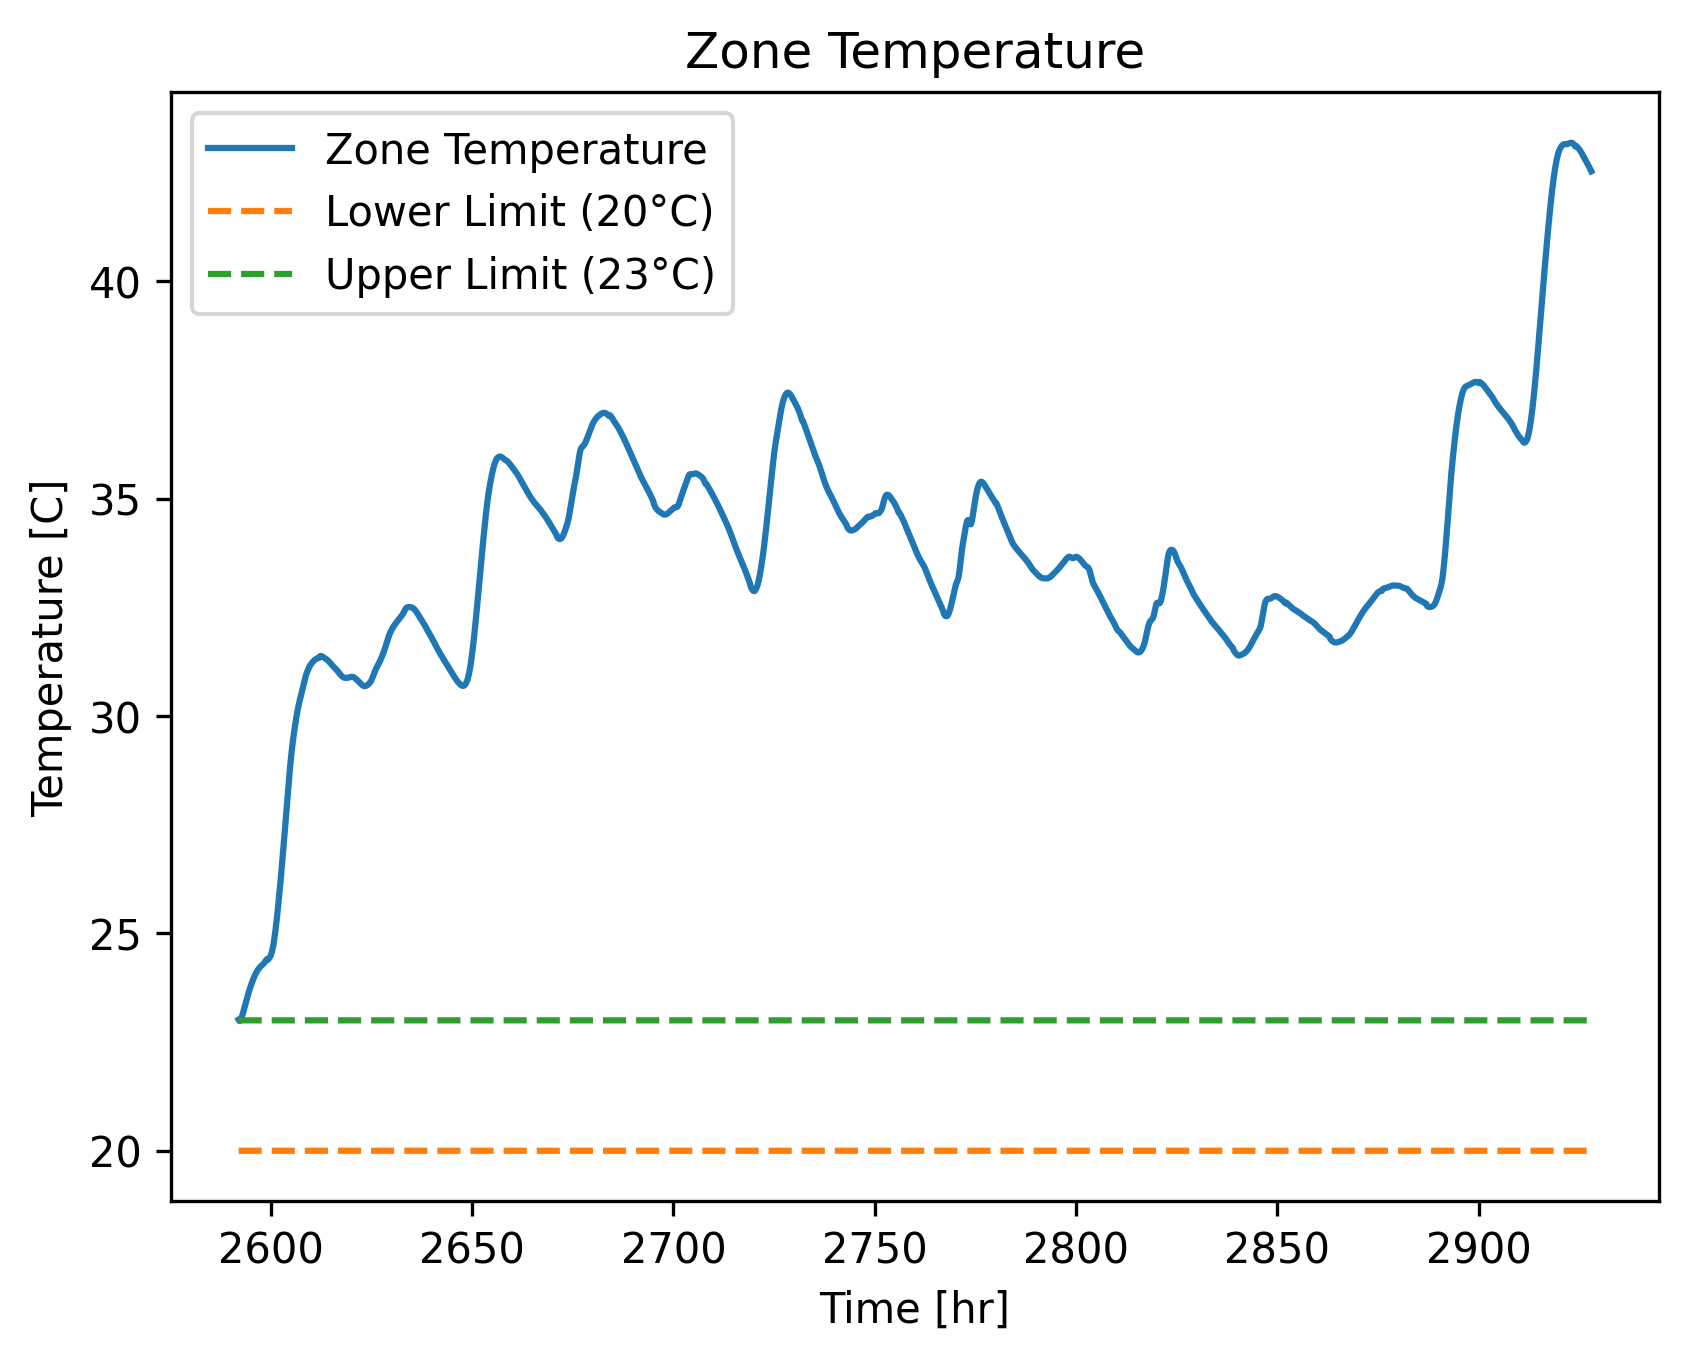 Zone Temperature
Zone Temperature
Lower Limit (20°C)
Upper Limit (23°C)
Temperature [C]
40
35
30
25
20
2600 2650 2700 2750 2800 2850 2900
Time [hr]